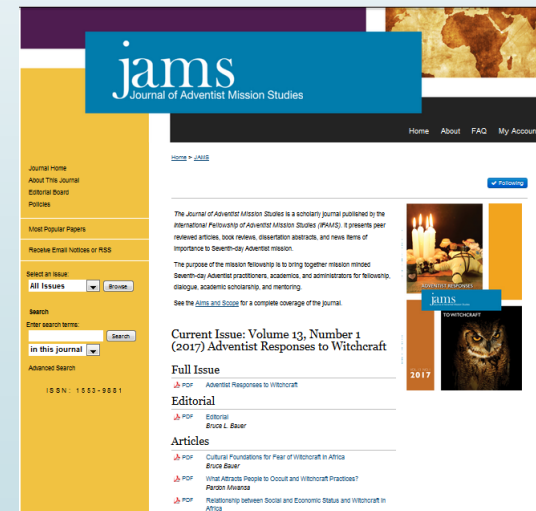 jams
Journal of Adventist Mission Studies
Home About FAQ My Accoun
Home > JAMS
Journal Home
About This Journal
Editorial Board
Policies
Most Popular Papers
Receive Email Notices or RSS
Select an issue:
All Issues Browse
Search
Enter search terms:
Search
in this journal
Advanced Search
ISSN: 1553-9881
Following
The Journal of Adventist Mission Studies is a scholarly journal published by the
International Fellowship of Adventist Mission Studies (IFAMS). It presents peer
reviewed articles, book reviews, dissertation abstracts, and news items of
importance to Seventh-day Adventist mission.
The purpose of the mission fellowship is to bring together mission minded
Seventh-day Adventist practitioners, academics, and administrators for fellowship,
dialogue, academic scholarship, and mentoring.
See the Aims and Scope for a complete coverage of the journal.
ADVENTIST RESPONSES
jams
TO WITCHCRAFT
2017
Current Issue: Volume 13, Number 1
(2017) Adventist Responses to Witchcraft
Full Issue
PDF Adventist Responses to Witchcraft
Editorial
PDF Editorial
Bruce L. Bauer
Articles
PDF Cultural Foundations for Fear of Witchcraft in Africa
Bruce Bauer
PDF What Attracts People to Occult and Witchcraft Practices?
Pardon Mwansa
PDF Relationship between Social and Economic Status and Witchcraft in
Africa